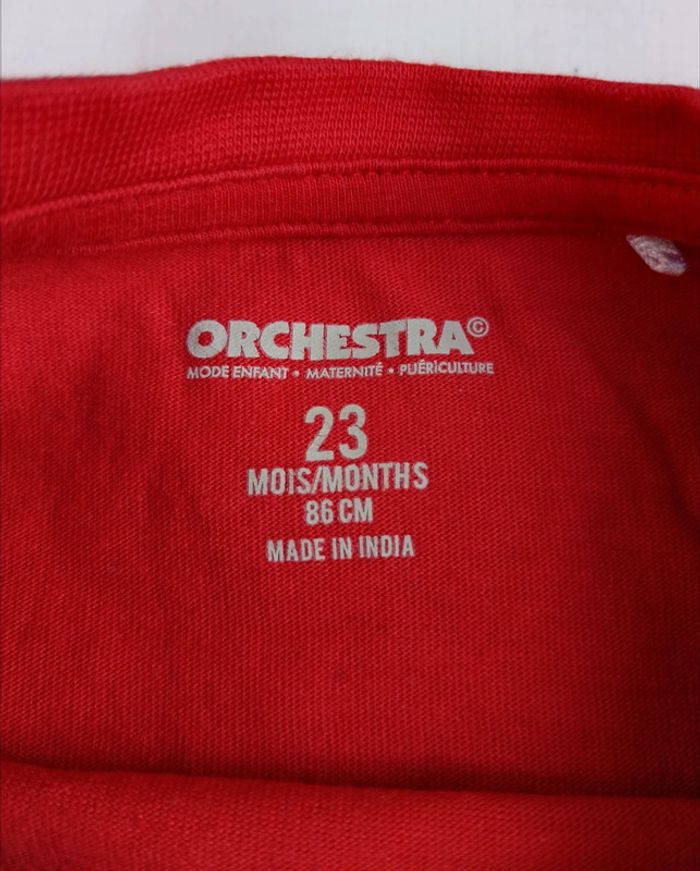 ORCHESTRA©
MODE ENFANT • MATERNITÉ • PUÉRICULTURE
23
MOIS/MONTHS
86 CM
MADE IN INDIA